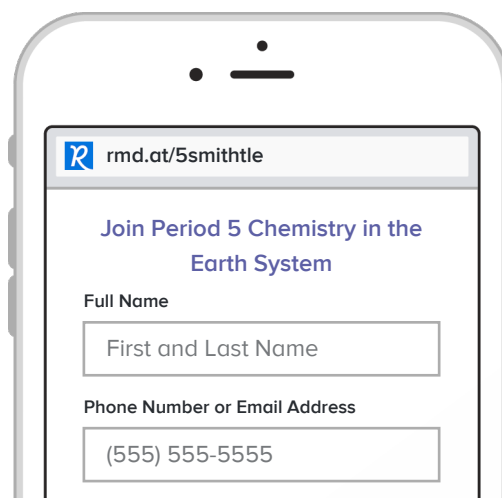 rmd.at/5smithtle
Join Period 5 Chemistry in the
Earth System
Full Name
First and Last Name
Phone Number or Email Address
(555) 555-5555